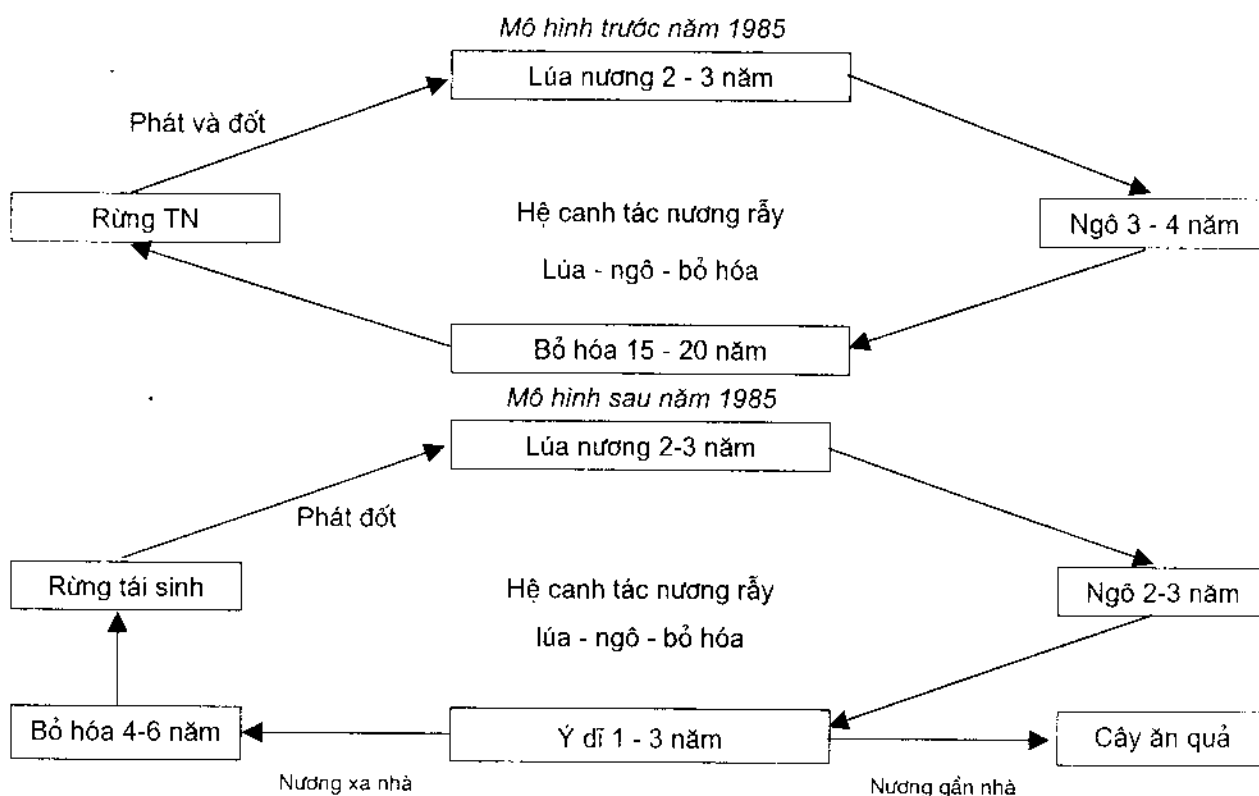 Mô hình trước năm 1985
Lúa nương 2 - 3 năm
Phát và đốt
Rừng TN
Hệ canh tác nương rẫy
Ngô 3 - 4 năm
Lúa - ngô - bỏ hóa
Bỏ hóa 15 - 20 năm
Mô hình sau năm 1985
Lúa nương 2-3 năm
Phát đốt
Rừng tái sinh
Hệ canh tác nương rẫy
Ngô 2-3 năm
lúa - ngô - bỏ hóa
Bỏ hóa 4-6 năm
Ý dĩ 1 - 3 năm
Cây ăn quả
Nương xa nhà
Nương gần nhà